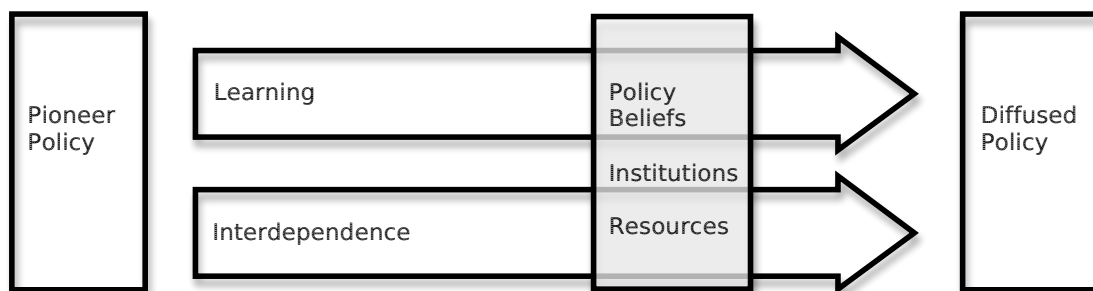 Pioneer
Policy
Learning
Interdependence
Policy
Beliefs
Institutions
Resources
Diffused
Policy